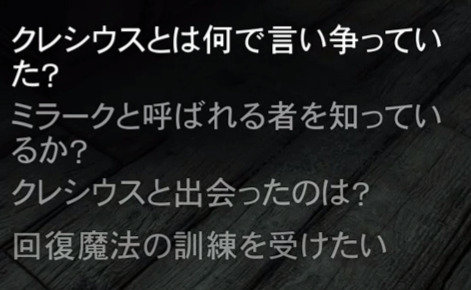 クレシウスとは何で言い争ってい
た?
ミラークと呼ばれる者を知ってい
るか?
クレシウスと出会ったのは?
回復魔法の訓練を受けたい